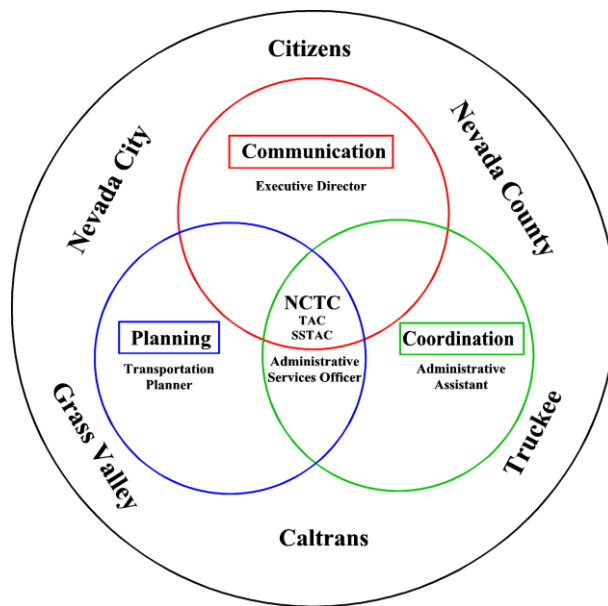 Citizens
Nevada City
Nevada County
Communication
Executive Director
NCTC
TAC
SSTAC
Planning
Coordination
Transportation
Planner
Administrative
Services Officer
Administrative
Assistant
Grass Valley
Truckee
Caltrans